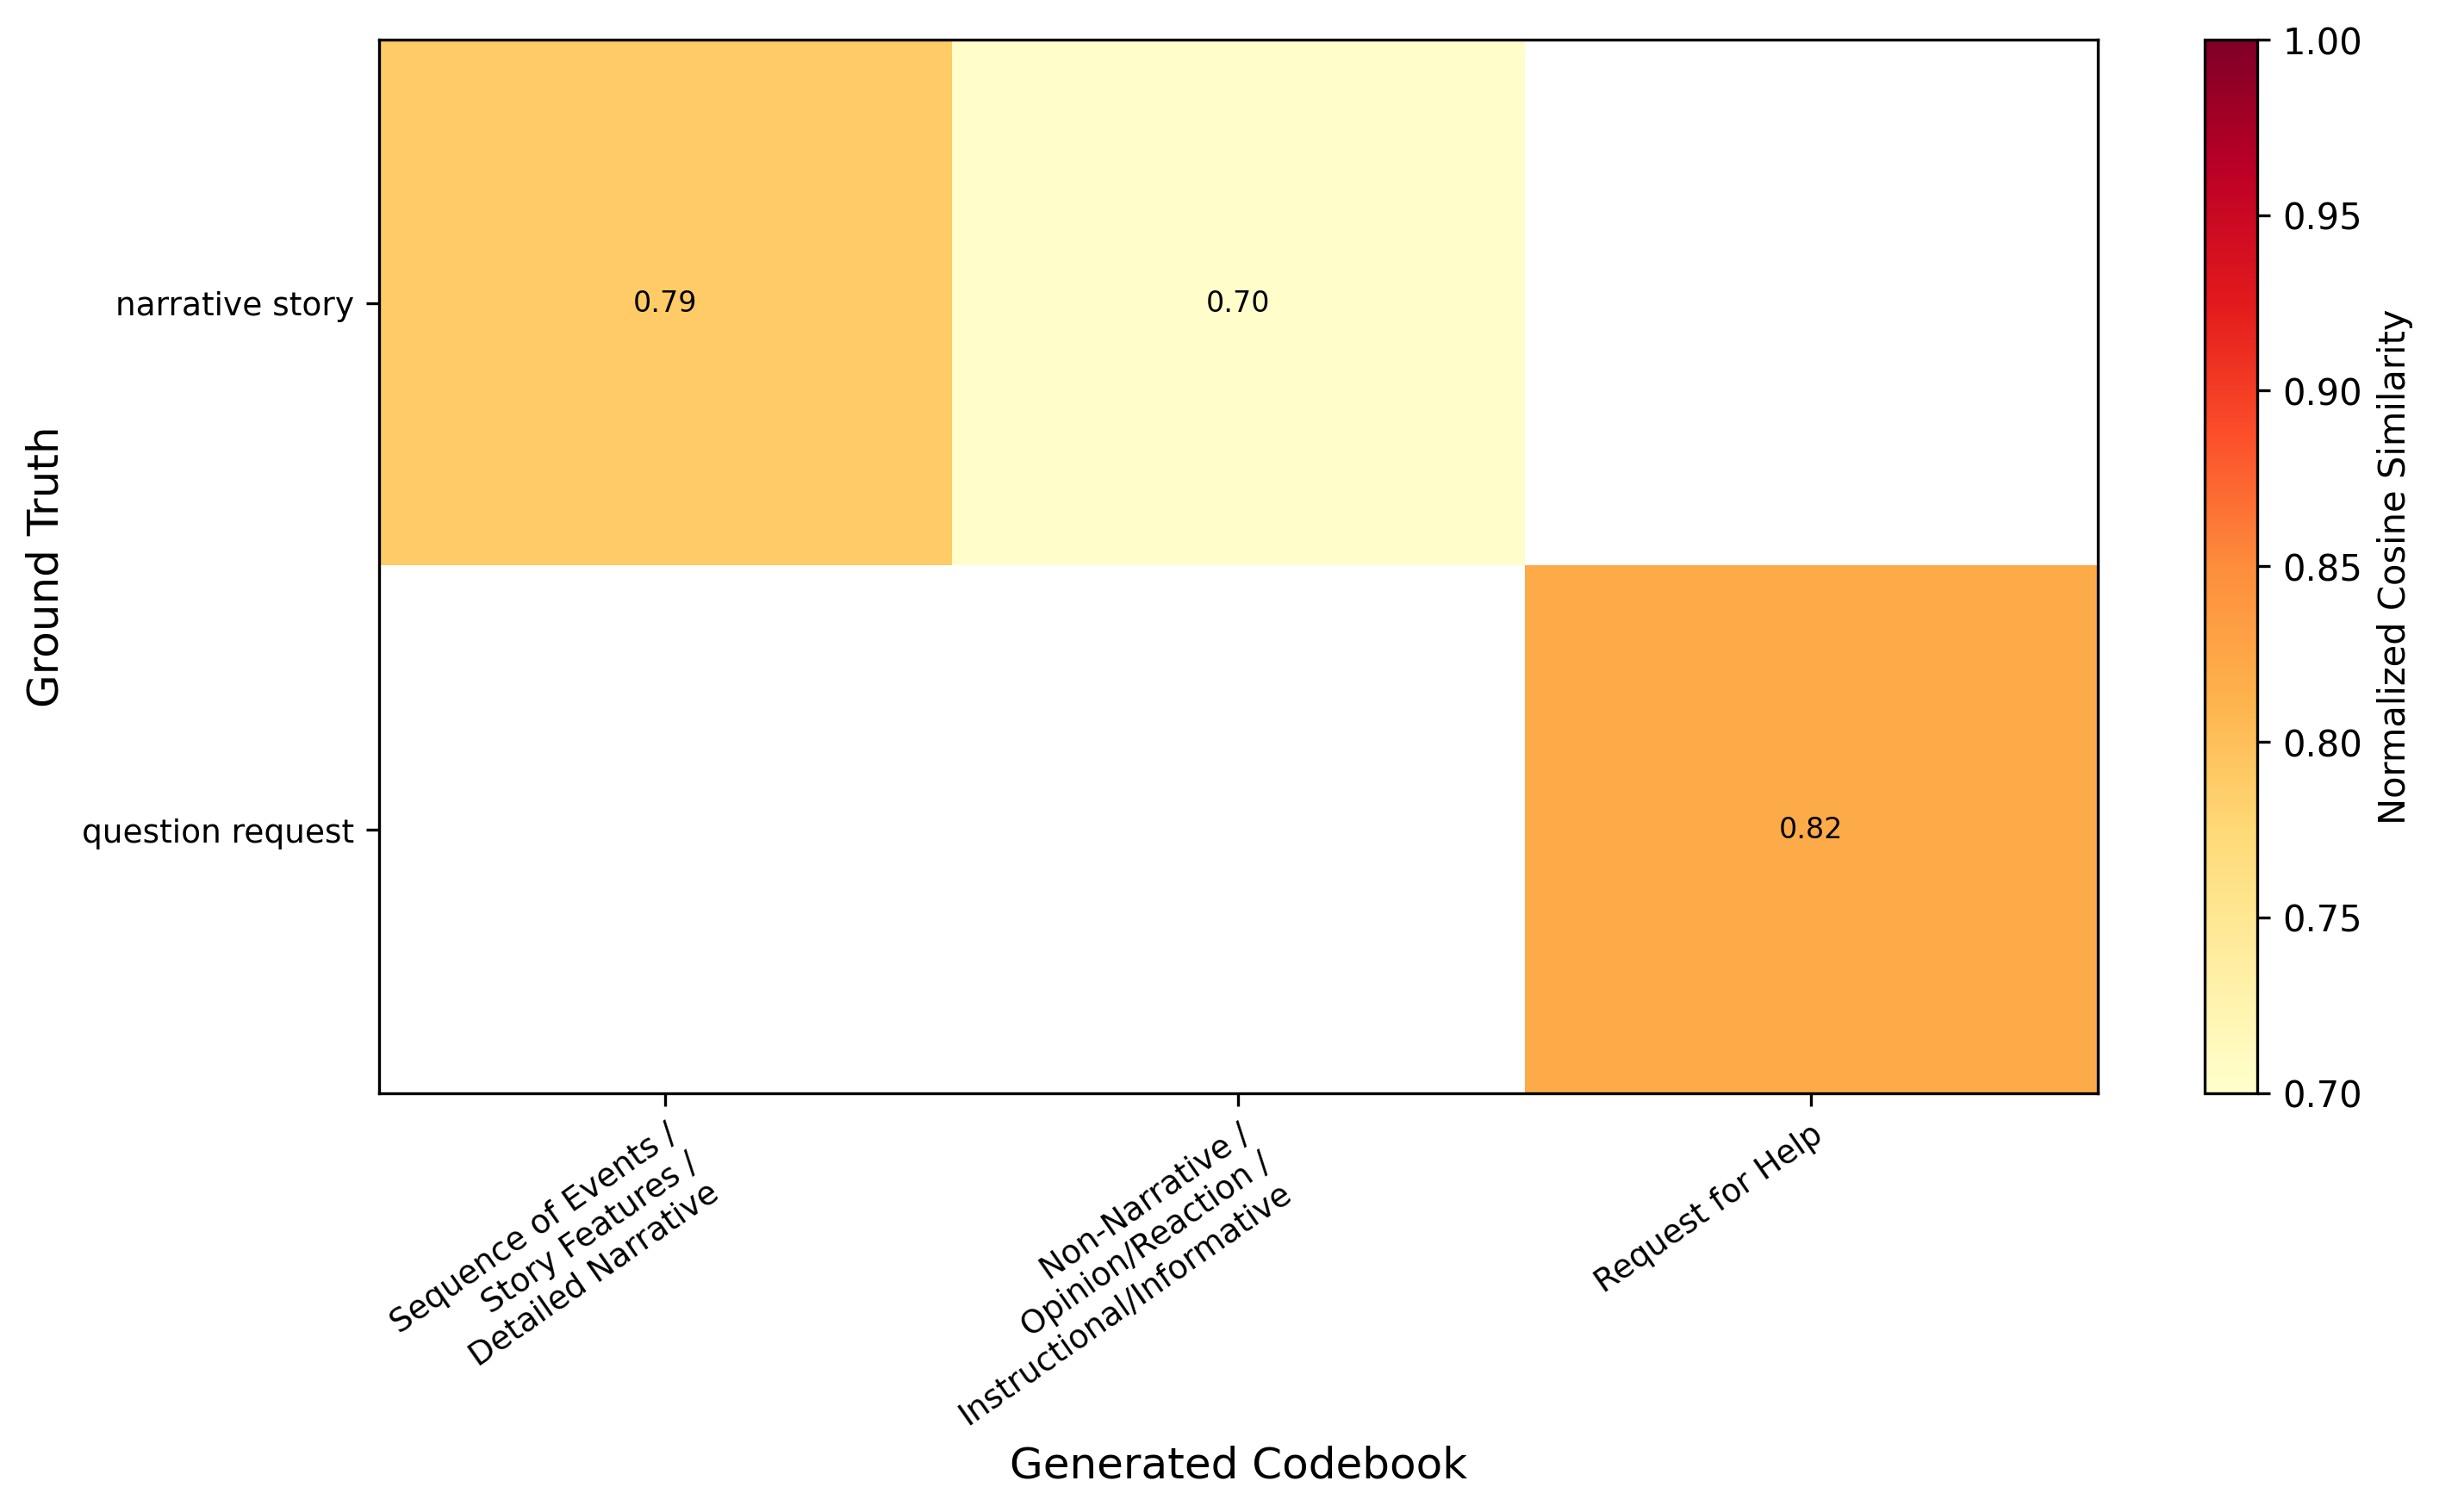 Ground Truth
narrative story
question request
0.79
0.70
0.82
Sequence of Events /
Story Features /
Detailed Narrative
Non-Narrative /
Opinion/Reaction /
Instructional/Informative
Request for Help
Generated Codebook
1.00
0.95
0.90
0.85
0.80
0.75
0.70
Normalized Cosine Similarity